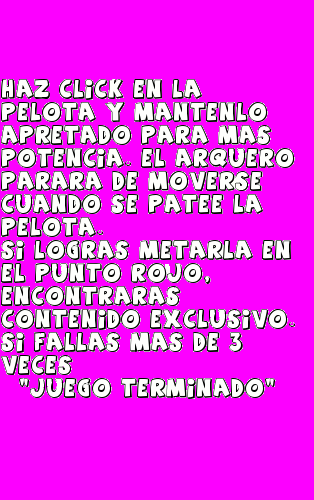 HAZ CLiCK EN LA
PELOTA Y MANTENLO
APRETADO PARA MAS
POTENCiA. EL ARQUERO
PARARA DE MOVERSE
CUANDO SE PATEE LA
PELOTA.
Si LOGRAS METARLA EN
EL PUNTO ROJO,
ENCONTRARAS
CONTENiDO EXCLUSiVO.
Si FALLAS MAS DE 3
VECES
"JUEGO TERMiNADO"